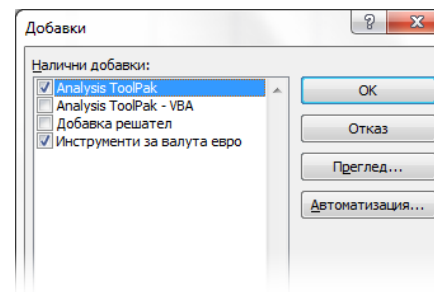 Добавки
Налични добавки:
Analysis ToolPak
Analysis ToolPak - VBA
Добавка решател
Инструменти за валута евро
OK
Отказ
Преглед...
Автоматизация...